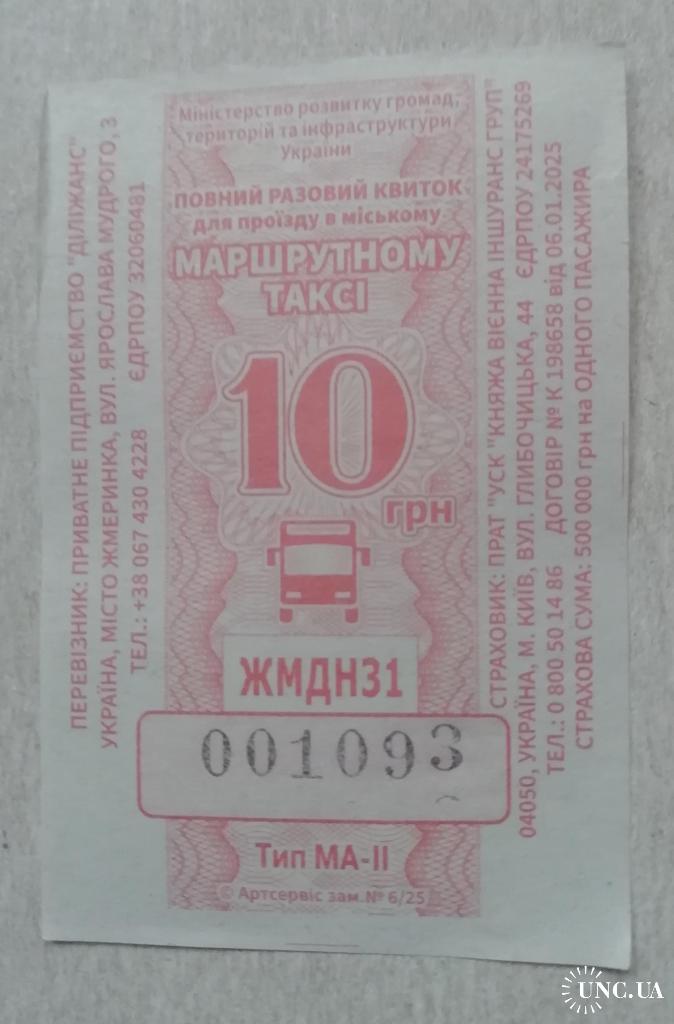 ПЕРЕВІЗНИК: ПРИВАТНЕ ПІДПРИЄМСТВО "ДІЛІЖАНС"
УКРАЇНА, МІСТО ЖМЕРИНКА, ВУЛ. ЯРОСЛАВА МУДРОГО, 3
ТЕЛ.: +38 067 430 4228 ЄДРПОУ 32060481
Міністерство розвитку громад,
територій та інфраструктури
України
ПОВНИЙ РАЗОВИЙ КВИТОК
для проїзду в міському
МАРШРУТНОМУ
ТАКСІ
10
грн
ЖМДН31
001093
Тип МА-ІІ
© Артсервіс зам.№ 6/25
СТРАХОВИК: ПРАТ "УСК "КНЯЖА ВІЄННА ІНШУРАНС ГРУП"
04050, УКРАЇНА, М. КИЇВ, ВУЛ. ГЛИБОЧИЦЬКА, 44 ЄДРПОУ 24175269
ТЕЛ.: 0 800 50 14 86 ДОГОВІР № К 198658 від 06.01.2025
СТРАХОВА СУМА: 500 000 грн на ОДНОГО ПАСАЖИРА
UNC.UA